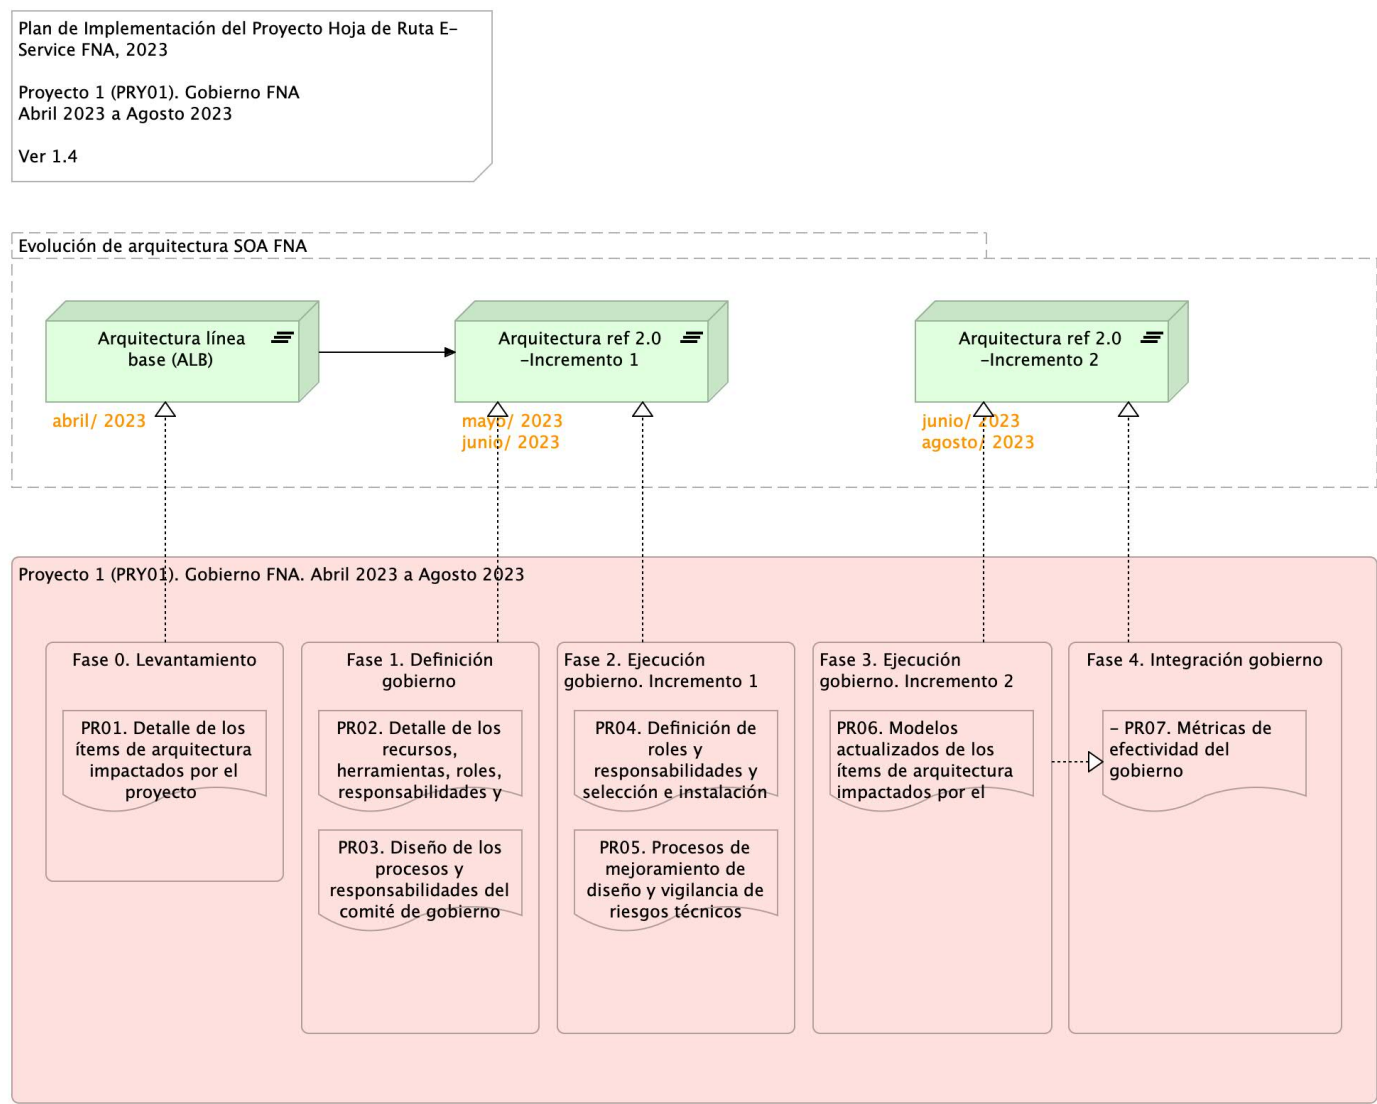 Plan de Implementación del Proyecto Hoja de Ruta E-
Service FNA, 2023
Proyecto 1 (PRY01). Gobierno FNA
Abril 2023 a Agosto 2023
Ver 1.4
Evolución de arquitectura SOA FNA
Arquitectura línea
base (ALB)
Arquitectura ref 2.0
-Incremento 1
Arquitectura ref 2.0
-Incremento 2
abril/ 2023
mayo/ 2023
junio/ 2023
junio/ 2023
agosto/ 2023
Proyecto 1 (PRY01). Gobierno FNA. Abril 2023 a Agosto 2023
Fase 0. Levantamiento
PR01. Detalle de los
ítems de arquitectura
impactados por el
proyecto
Fase 1. Definición
gobierno
PR02. Detalle de los
recursos,
herramientas, roles,
responsabilidades y
PR03. Diseño de los
procesos y
responsabilidades del
comité de gobierno
Fase 2. Ejecución
gobierno. Incremento 1
PR04. Definición de
roles y
responsabilidades y
selección e instalación
PR05. Procesos de
mejoramiento de
diseño y vigilancia de
riesgos técnicos
Fase 3. Ejecución
gobierno. Incremento 2
PR06. Modelos
actualizados de los
ítems de arquitectura
impactados por el
Fase 4. Integración gobierno
- PR07. Métricas de
efectividad del
gobierno